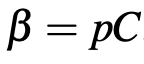 β = pC